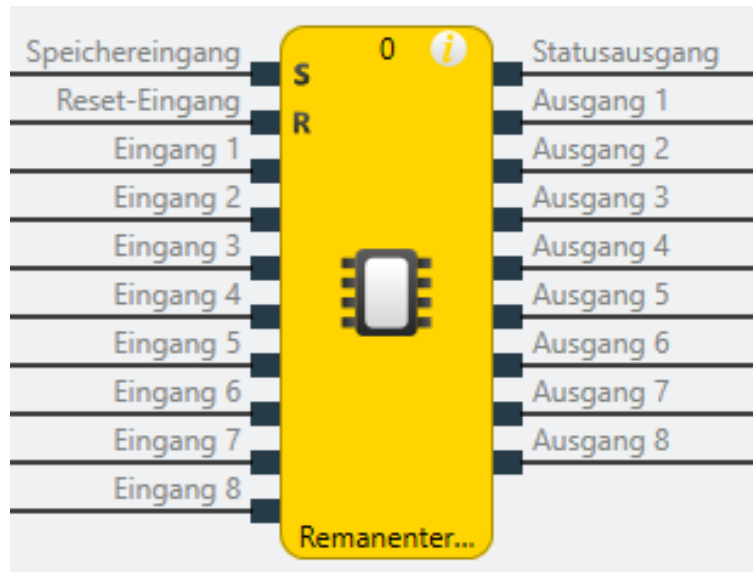 Speichereingang
Reset-Eingang
Eingang 1
Eingang 2
Eingang 3
Eingang 4
Eingang 5
Eingang 6
Eingang 7
Eingang 8
0 i
S
R
Remanenter...
Statusausgang
Ausgang 1
Ausgang 2
Ausgang 3
Ausgang 4
Ausgang 5
Ausgang 6
Ausgang 7
Ausgang 8